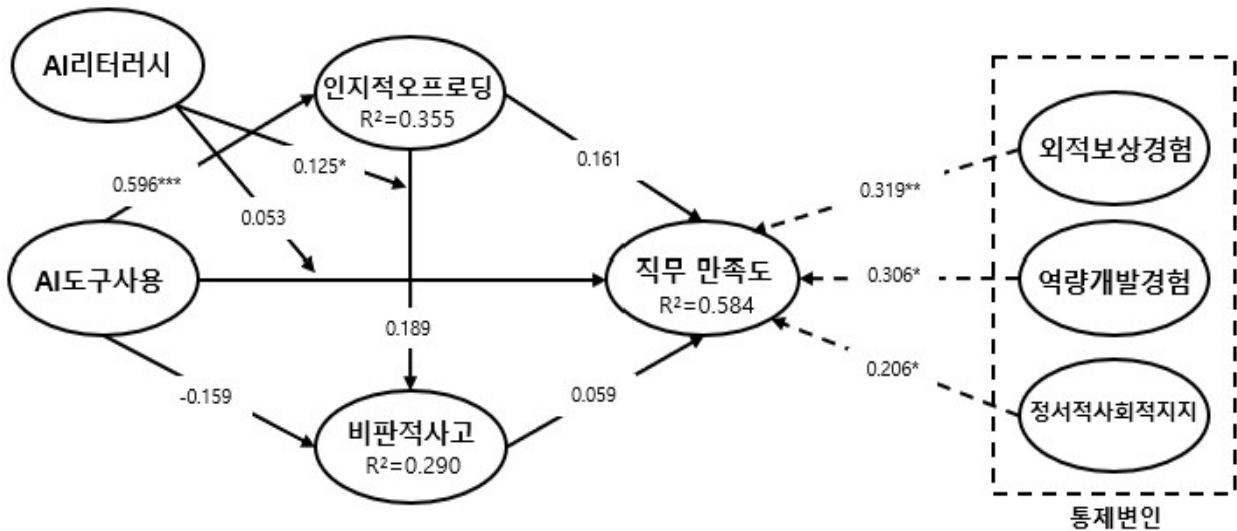 AI리터러시
인지적오프로딩
R²=0.355
외적보상경험
0.125*
0.161
0.596***
0.319**
0.053
AI도구사용
직무 만족도
R²=0.584
0.306*
역량개발경험
0.189
0.206*
-0.159
0.059
정서적사회적지지
비판적사고
R²=0.290
통제변인